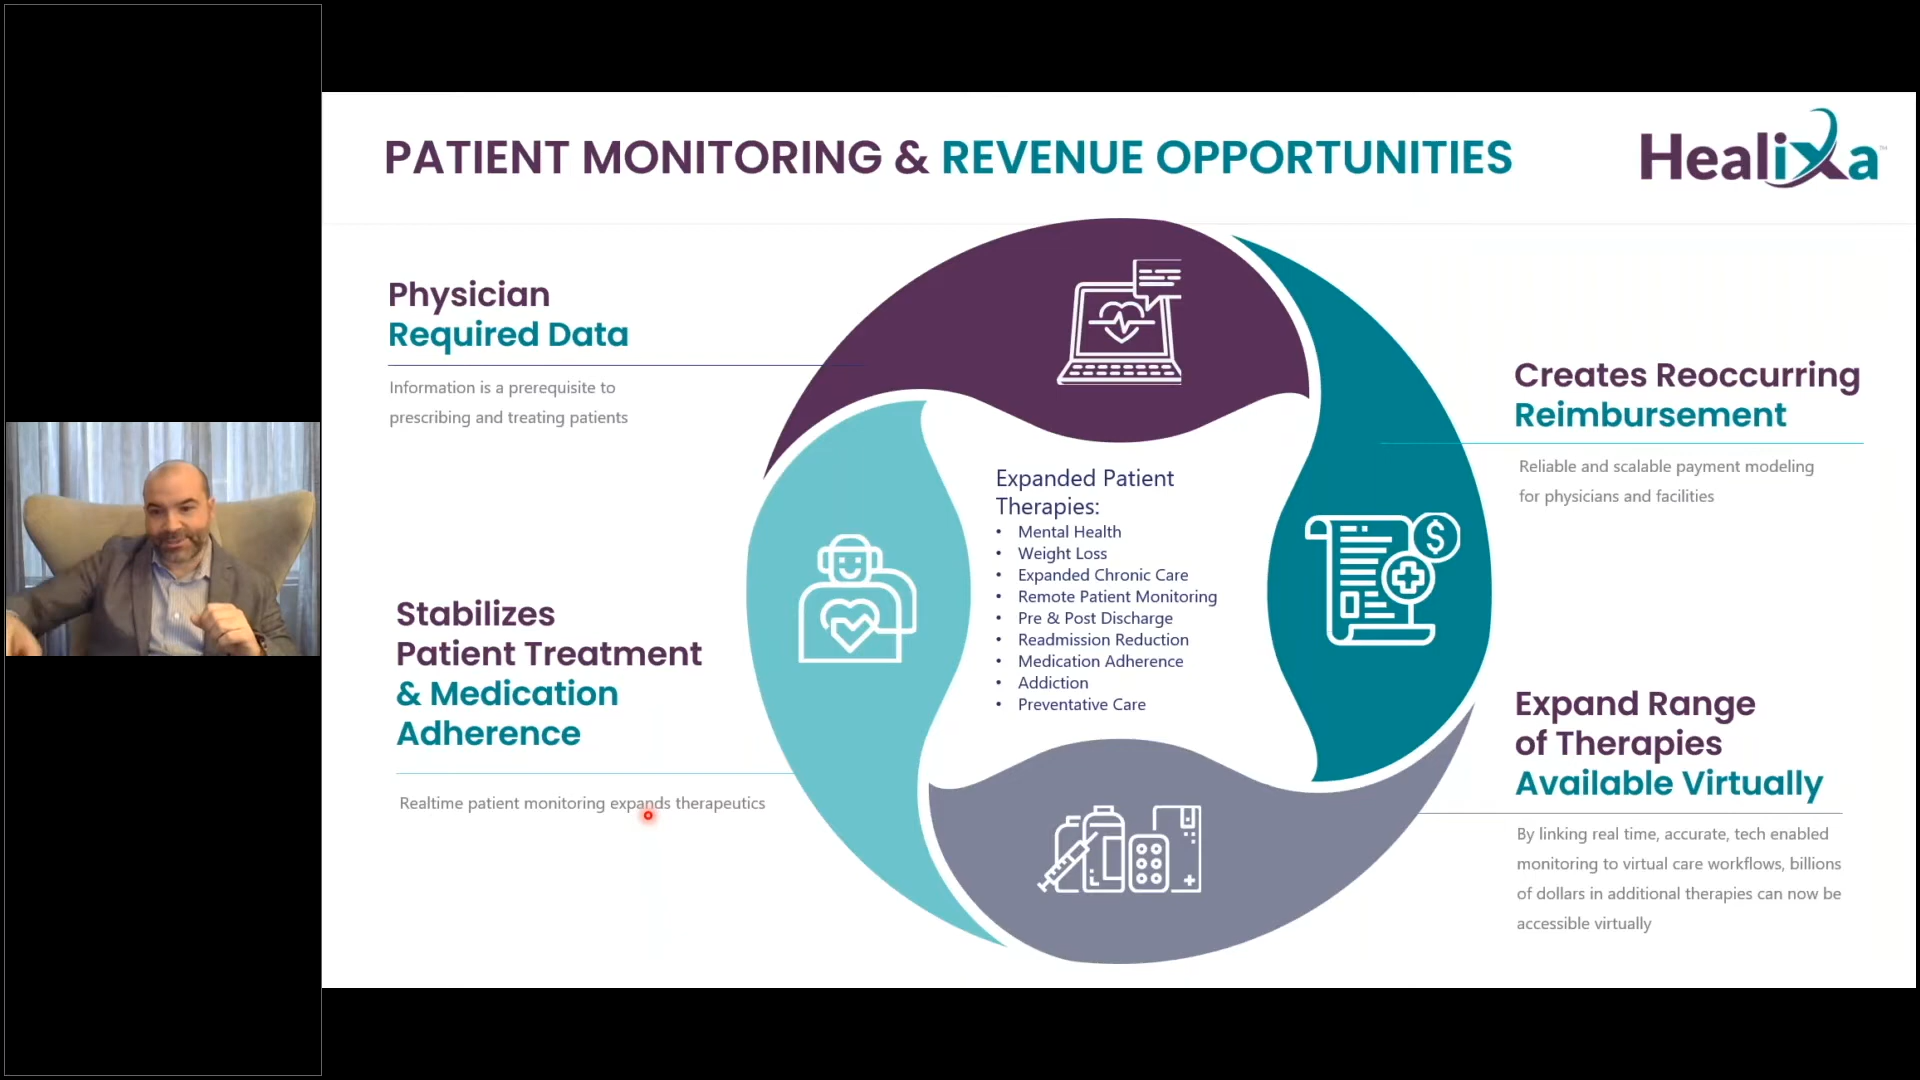 PATIENT MONITORING & REVENUE OPPORTUNITIES
Healixa™
Physician
Required Data
Information is a prerequisite to
prescribing and treating patients
Stabilizes
Patient Treatment
& Medication
Adherence
Realtime patient monitoring expands therapeutics
Expanded Patient
Therapies:
• Mental Health
• Weight Loss
• Expanded Chronic Care
• Remote Patient Monitoring
• Pre & Post Discharge
• Readmission Reduction
• Medication Adherence
• Addiction
• Preventative Care
Creates Reoccurring
Reimbursement
Reliable and scalable payment modeling
for physicians and facilities
Expand Range
of Therapies
Available Virtually
By linking real time, accurate, tech enabled
monitoring to virtual care workflows, billions
of dollars in additional therapies can now be
accessible virtually